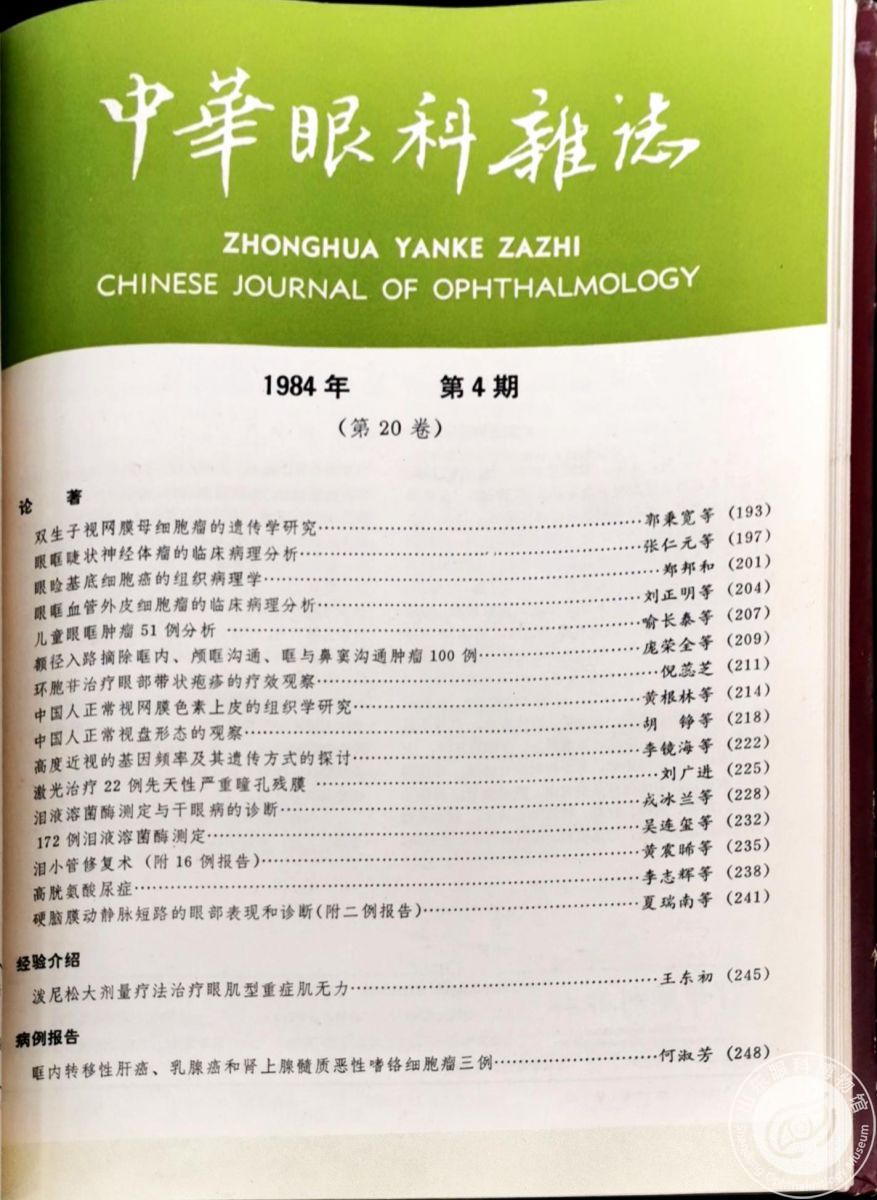 中華眼科雜誌
ZHONGHUA YANKE ZAZHI
CHINESE JOURNAL OF OPHTHALMOLOGY
1984年 第4期
(第20卷)
论 著
双生子视网膜母细胞瘤的遗传学研究……郭秉宽等 (193)
眼眶睫状神经体瘤的临床病理分析……张仁元等 (197)
眼睑基底细胞癌的组织病理学……郑邦和 (201)
眼眶血管外皮细胞瘤的临床病理分析……刘正明等 (204)
儿童眼眶肿瘤51例分析……喻长泰等 (207)
颞径入路摘除眶内、颅眶沟通、眶与鼻窦沟通肿瘤100例……庞荣全等 (209)
环胞苷治疗眼部带状疱疹的疗效观察……倪蕊芝 (211)
中国人正常视网膜色素上皮的组织学研究……黄根林等 (214)
中国人正常视盘形态的观察……胡 铮等 (218)
高度近视的基因频率及其遗传方式的探讨……李镜海等 (222)
激光治疗22例先天性严重瞳孔残膜……刘广进 (225)
泪液溶菌酶测定与干眼病的诊断……戎冰兰等 (228)
172例泪液溶菌酶测定……吴连玺等 (232)
泪小管修复术(附16例报告)……黄震晞等 (235)
高胱氨酸尿症……李志辉等 (238)
硬脑膜动静脉短路的眼部表现和诊断(附二例报告)……夏瑞南等 (241)
经验介绍
泼尼松大剂量疗法治疗眼肌型重症肌无力……王东初 (245)
病例报告
眶内转移性肝癌、乳腺癌和肾上腺髓质恶性嗜铬细胞瘤三例……何淑芳 (248)